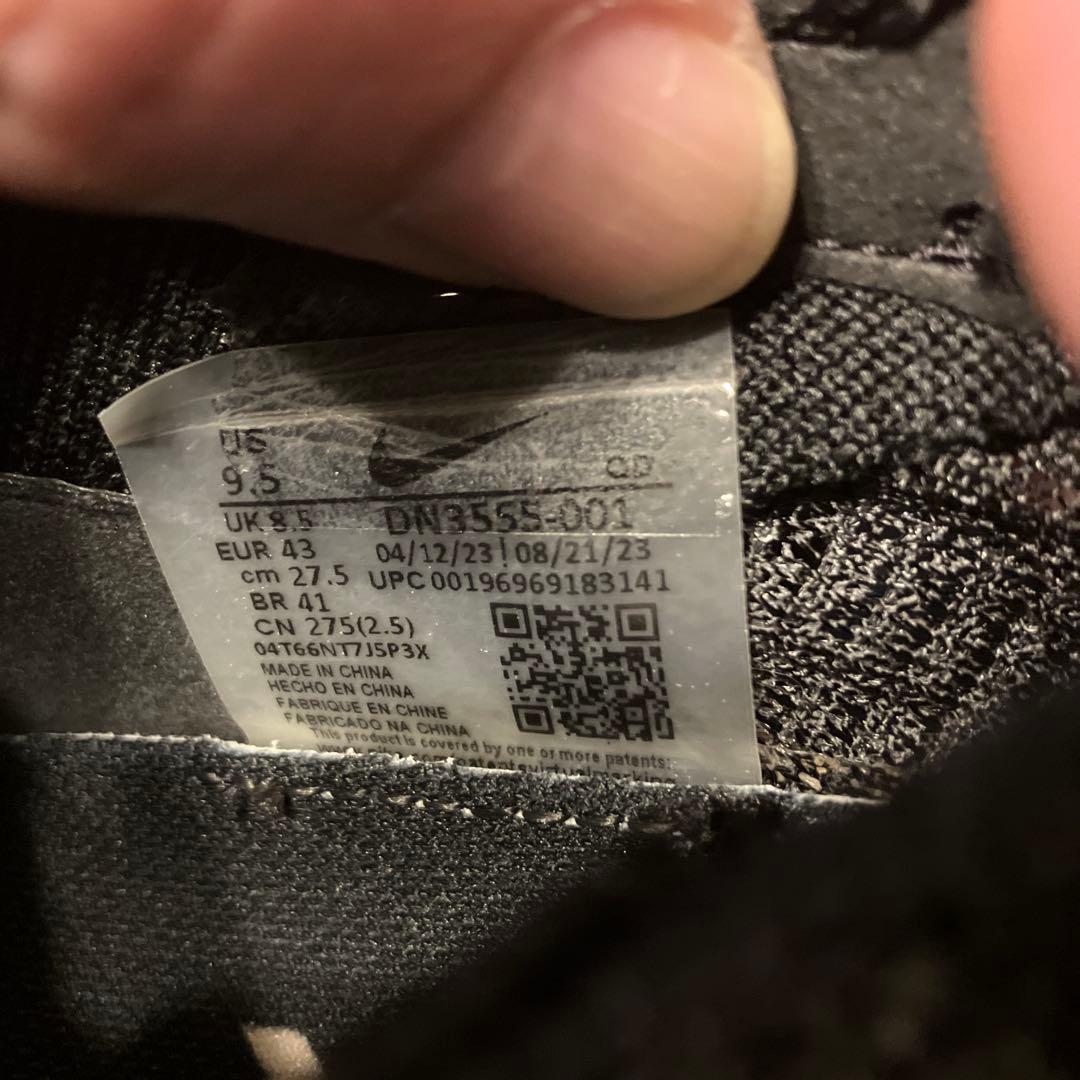 US
9.5
QD
UK 8.5 DN3555-001
EUR 43 04/12/23 | 08/21/23
cm 27.5 UPC 00196969183141
BR 41
CN 275(2.5)
04T66NT7J5P3X
MADE IN CHINA
HECHO EN CHINA
FABRIQUE EN CHINE
FABRICADO NA CHINA
This product is covered by one or more patents: